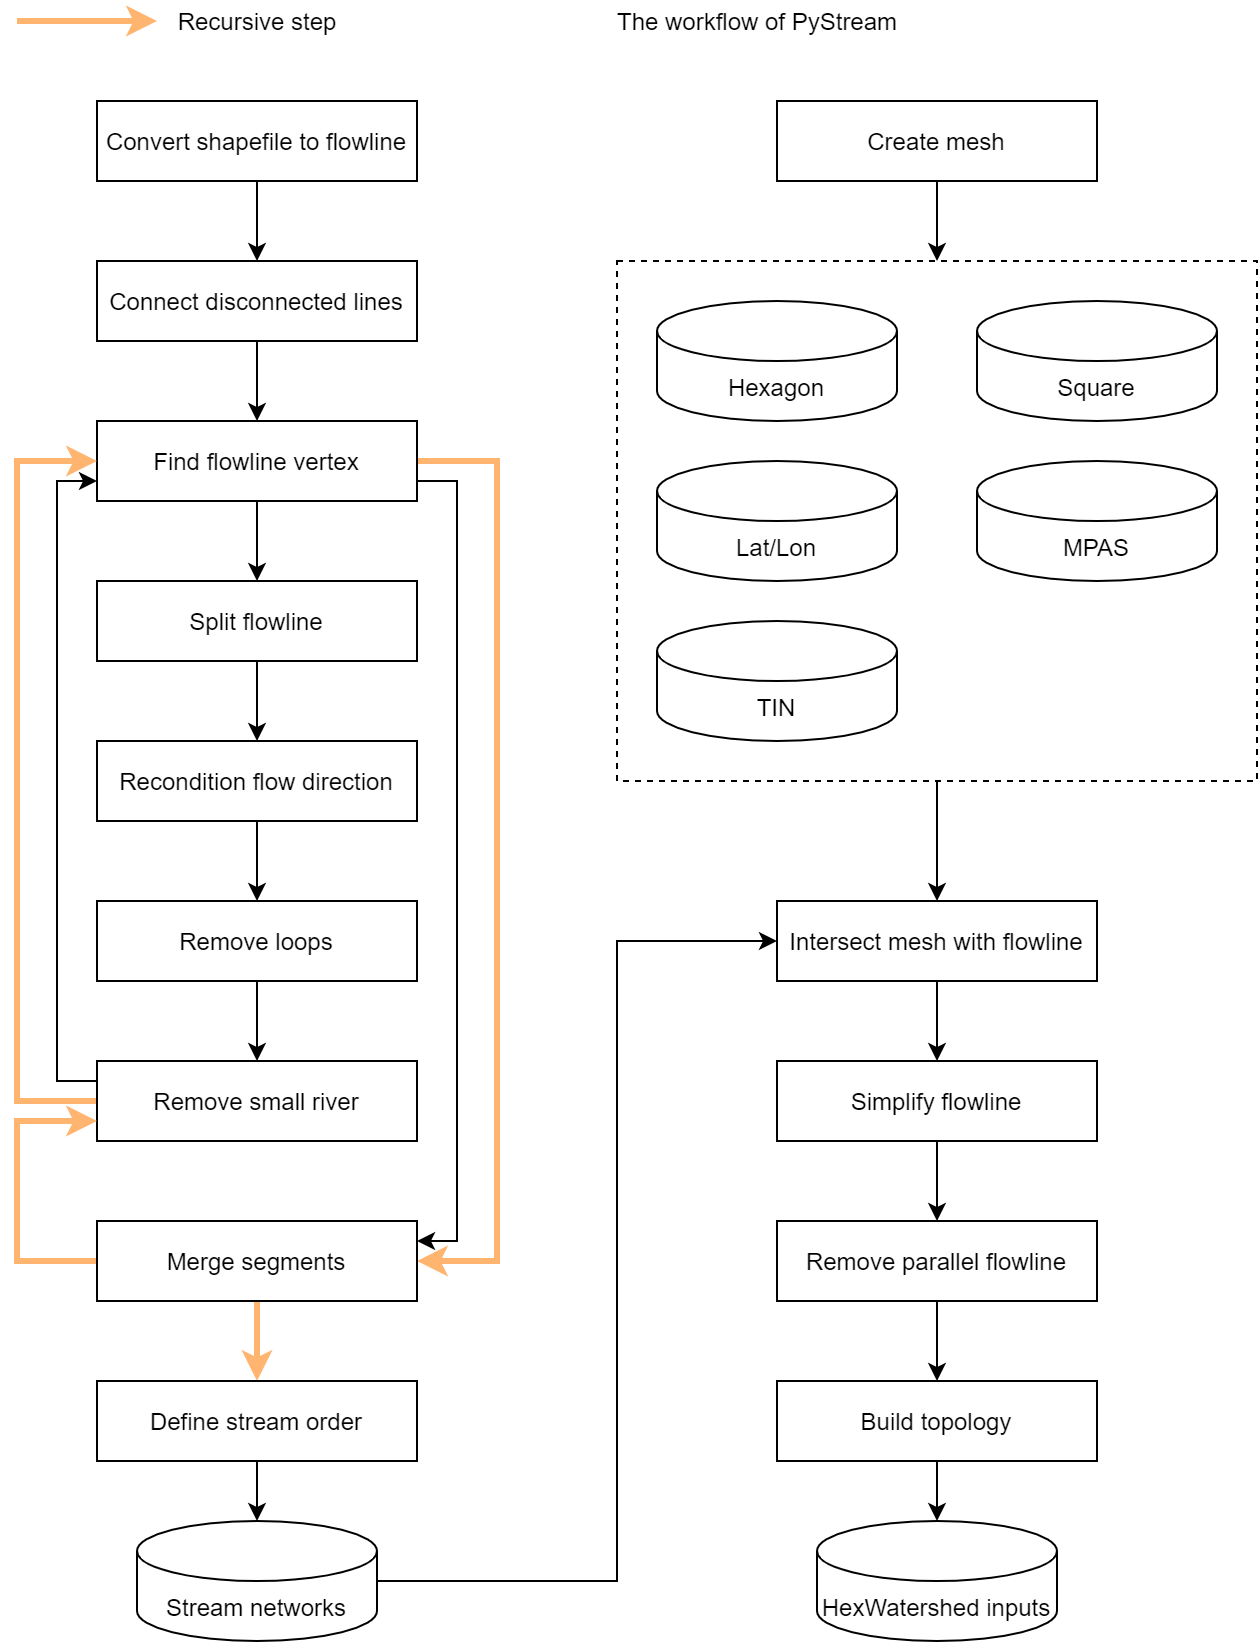 Recursive step
The workflow of PyStream
Convert shapefile to flowline
Connect disconnected lines
Find flowline vertex
Split flowline
Recondition flow direction
Remove loops
Remove small river
Merge segments
Define stream order
Stream networks
Create mesh
Hexagon
Square
Lat/Lon
MPAS
TIN
Intersect mesh with flowline
Simplify flowline
Remove parallel flowline
Build topology
HexWatershed inputs